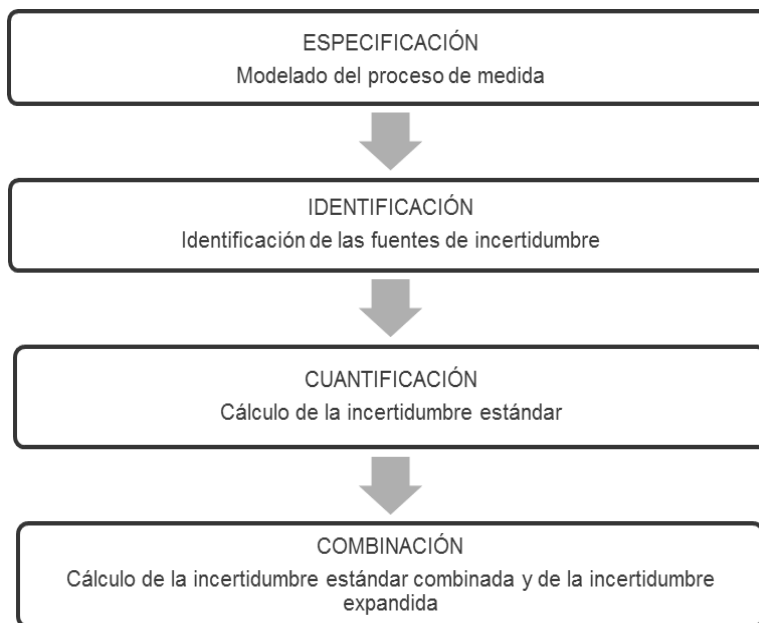 ESPECIFICACIÓN
Modelado del proceso de medida
IDENTIFICACIÓN
Identificación de las fuentes de incertidumbre
CUANTIFICACIÓN
Cálculo de la incertidumbre estándar
COMBINACIÓN
Cálculo de la incertidumbre estándar combinada y de la incertidumbre
expandida